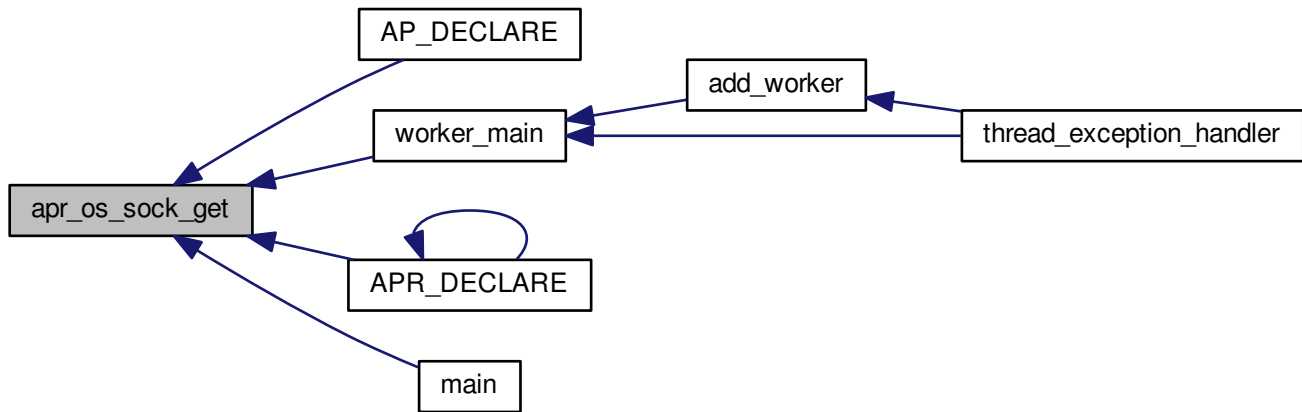 AP_DECLARE
add_worker
worker_main
thread_exception_handler
apr_os_sock_get
APR_DECLARE
main